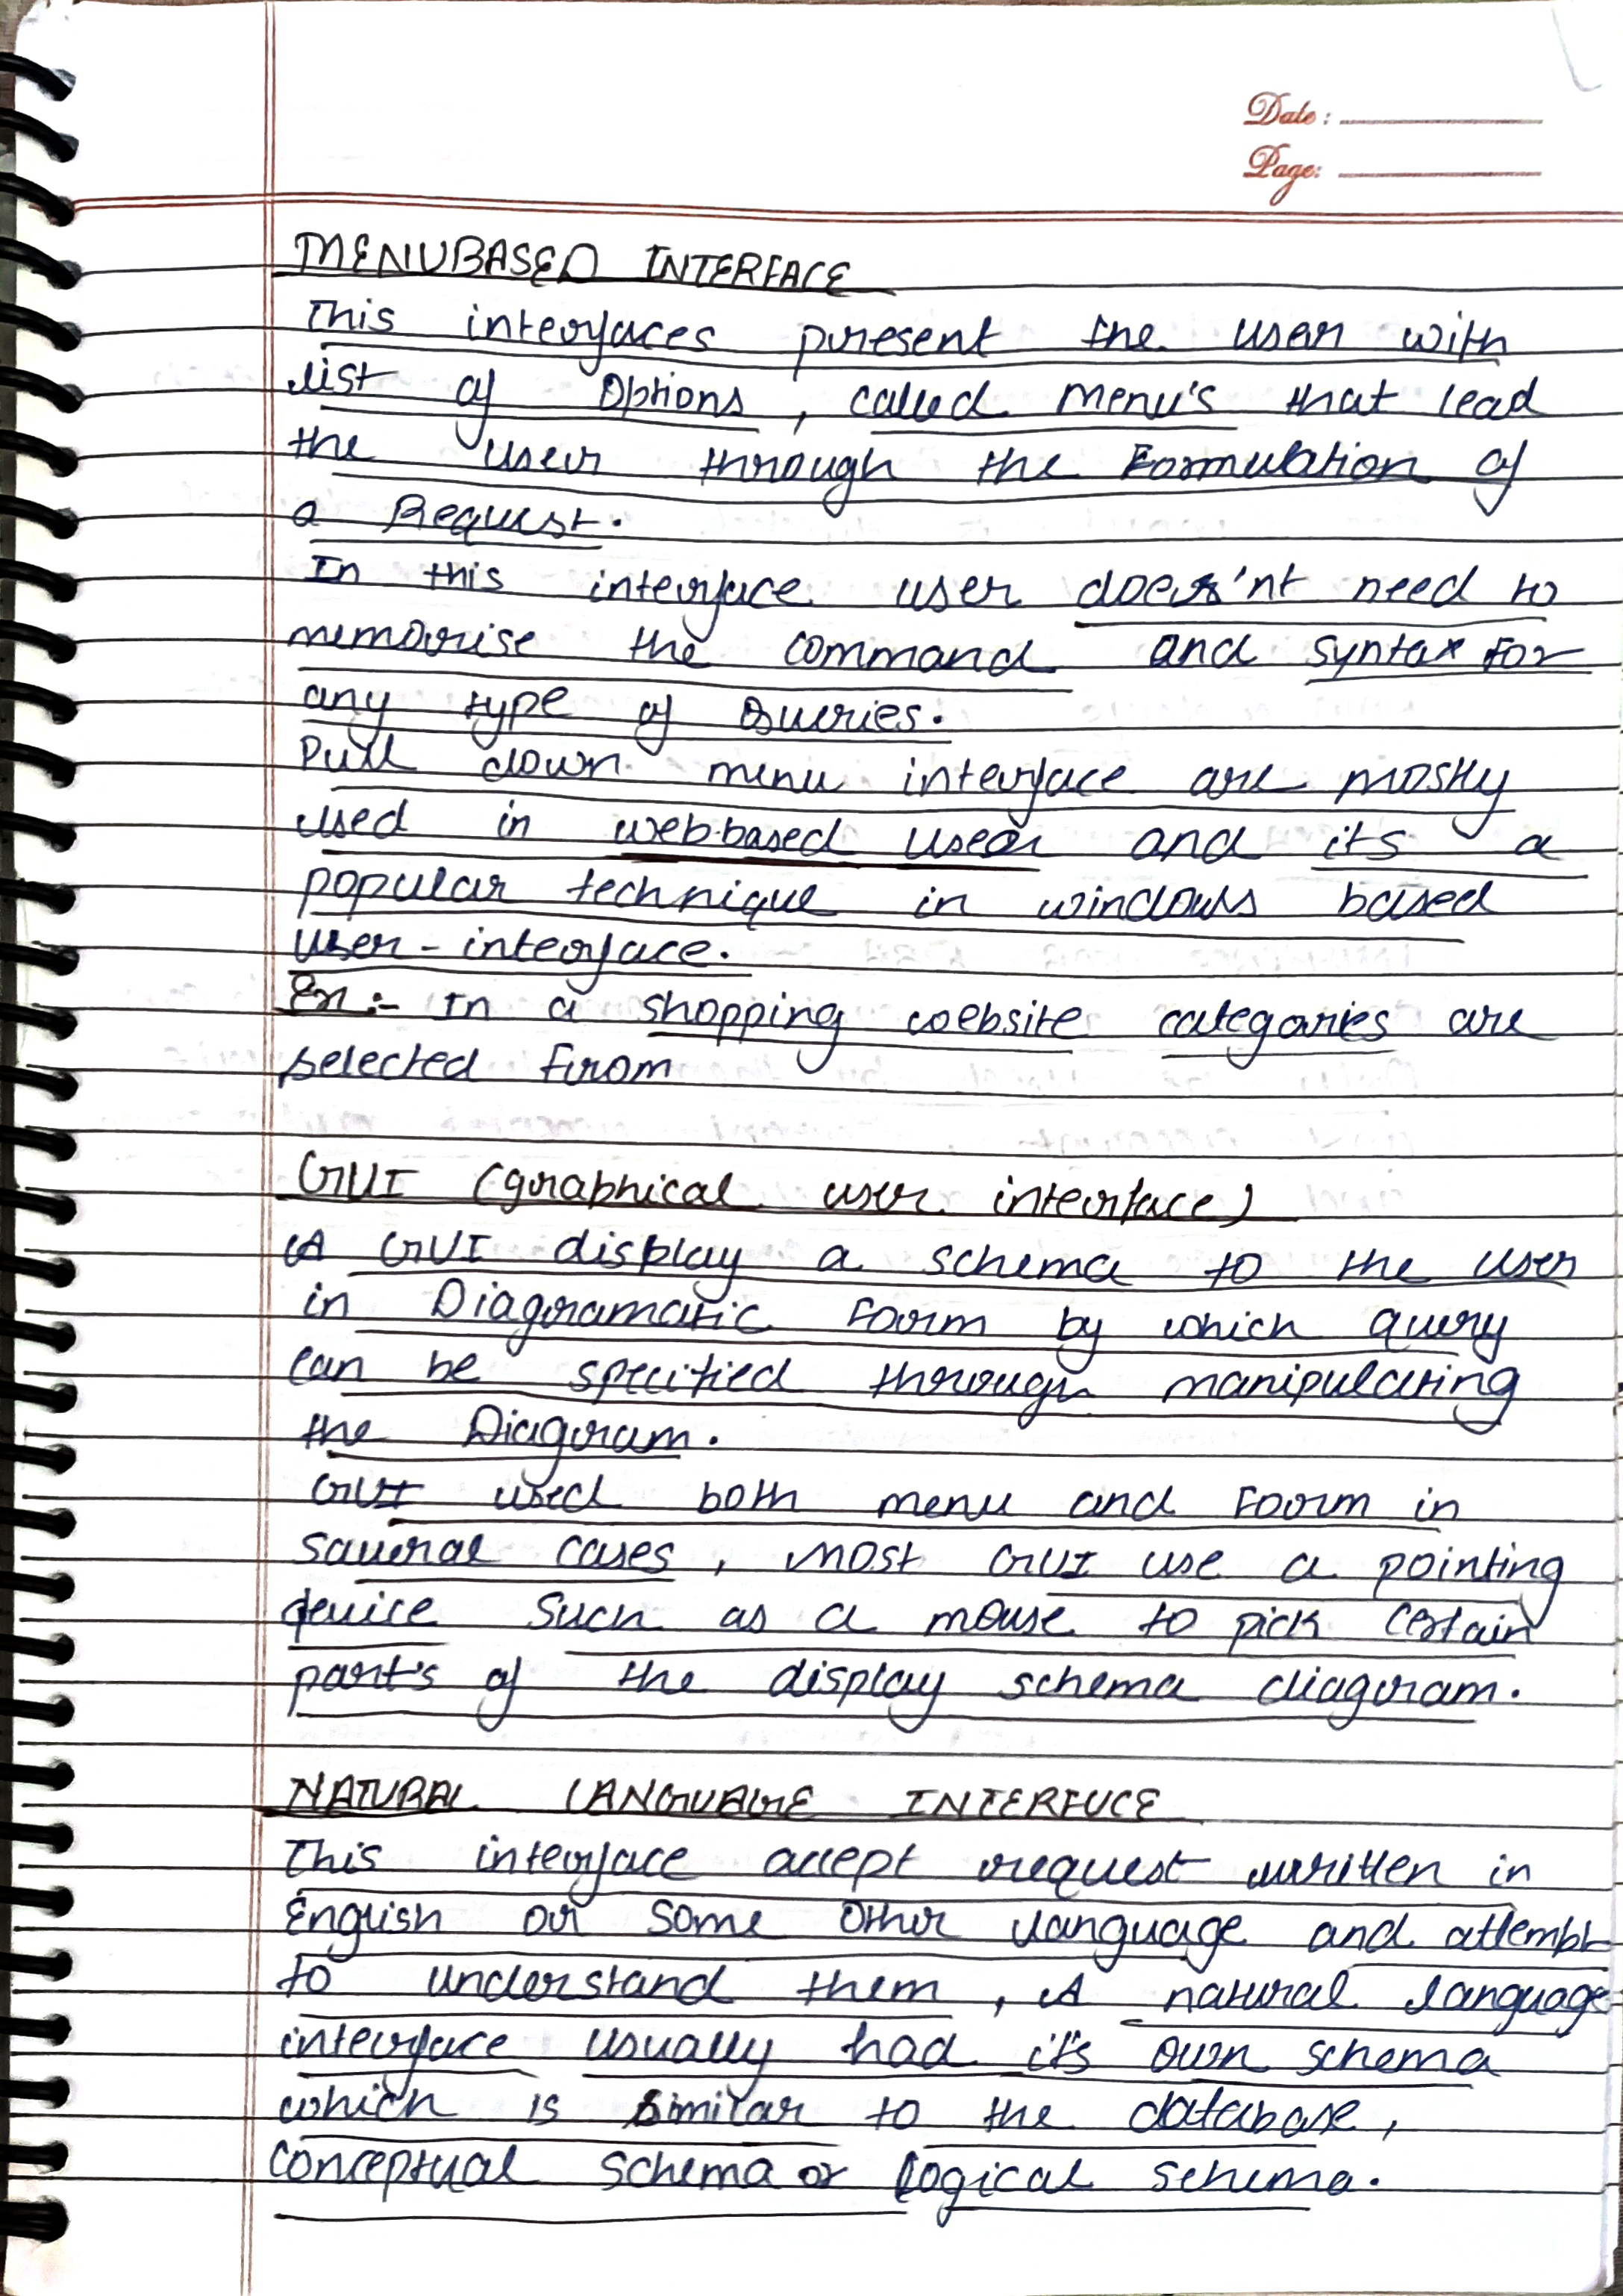 Date :
Page:
MENUBASED INTERFACE
This interfaces present the user with
list of options , called menu's that lead
the user through the Formulation of
a Request.
In this interface user does'nt need to
memorise the command and syntax For
any type of Queries.
Pull down menu interface are mostly
used in web-based user and its a
popular technique in windows based
user - interface.
Ex:- In a shopping website categories are
selected from
GUI (graphical user interface)
A GUI display a schema to the user
in Diagramatic Form by which query
can be specified through manipulating
the Diagram.
GUI used both menu and Form in
saveral cases , most GUI use a pointing
device such as a mouse to pick certain
part's of the display schema diagram.
NATURAL LANGUAGE INTERFUCE
This interface accept request written in
English or some other language and attempt
to understand them , A natural language
interface usually had it's own schema
which is similar to the database,
conceptual schema or logical schema.